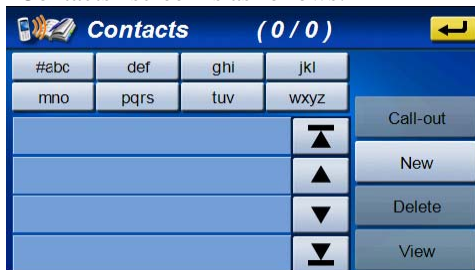 Contacts (0/0)
#abc def ghi jkl
mno pqrs tuv wxyz
Call-out
New
Delete
View